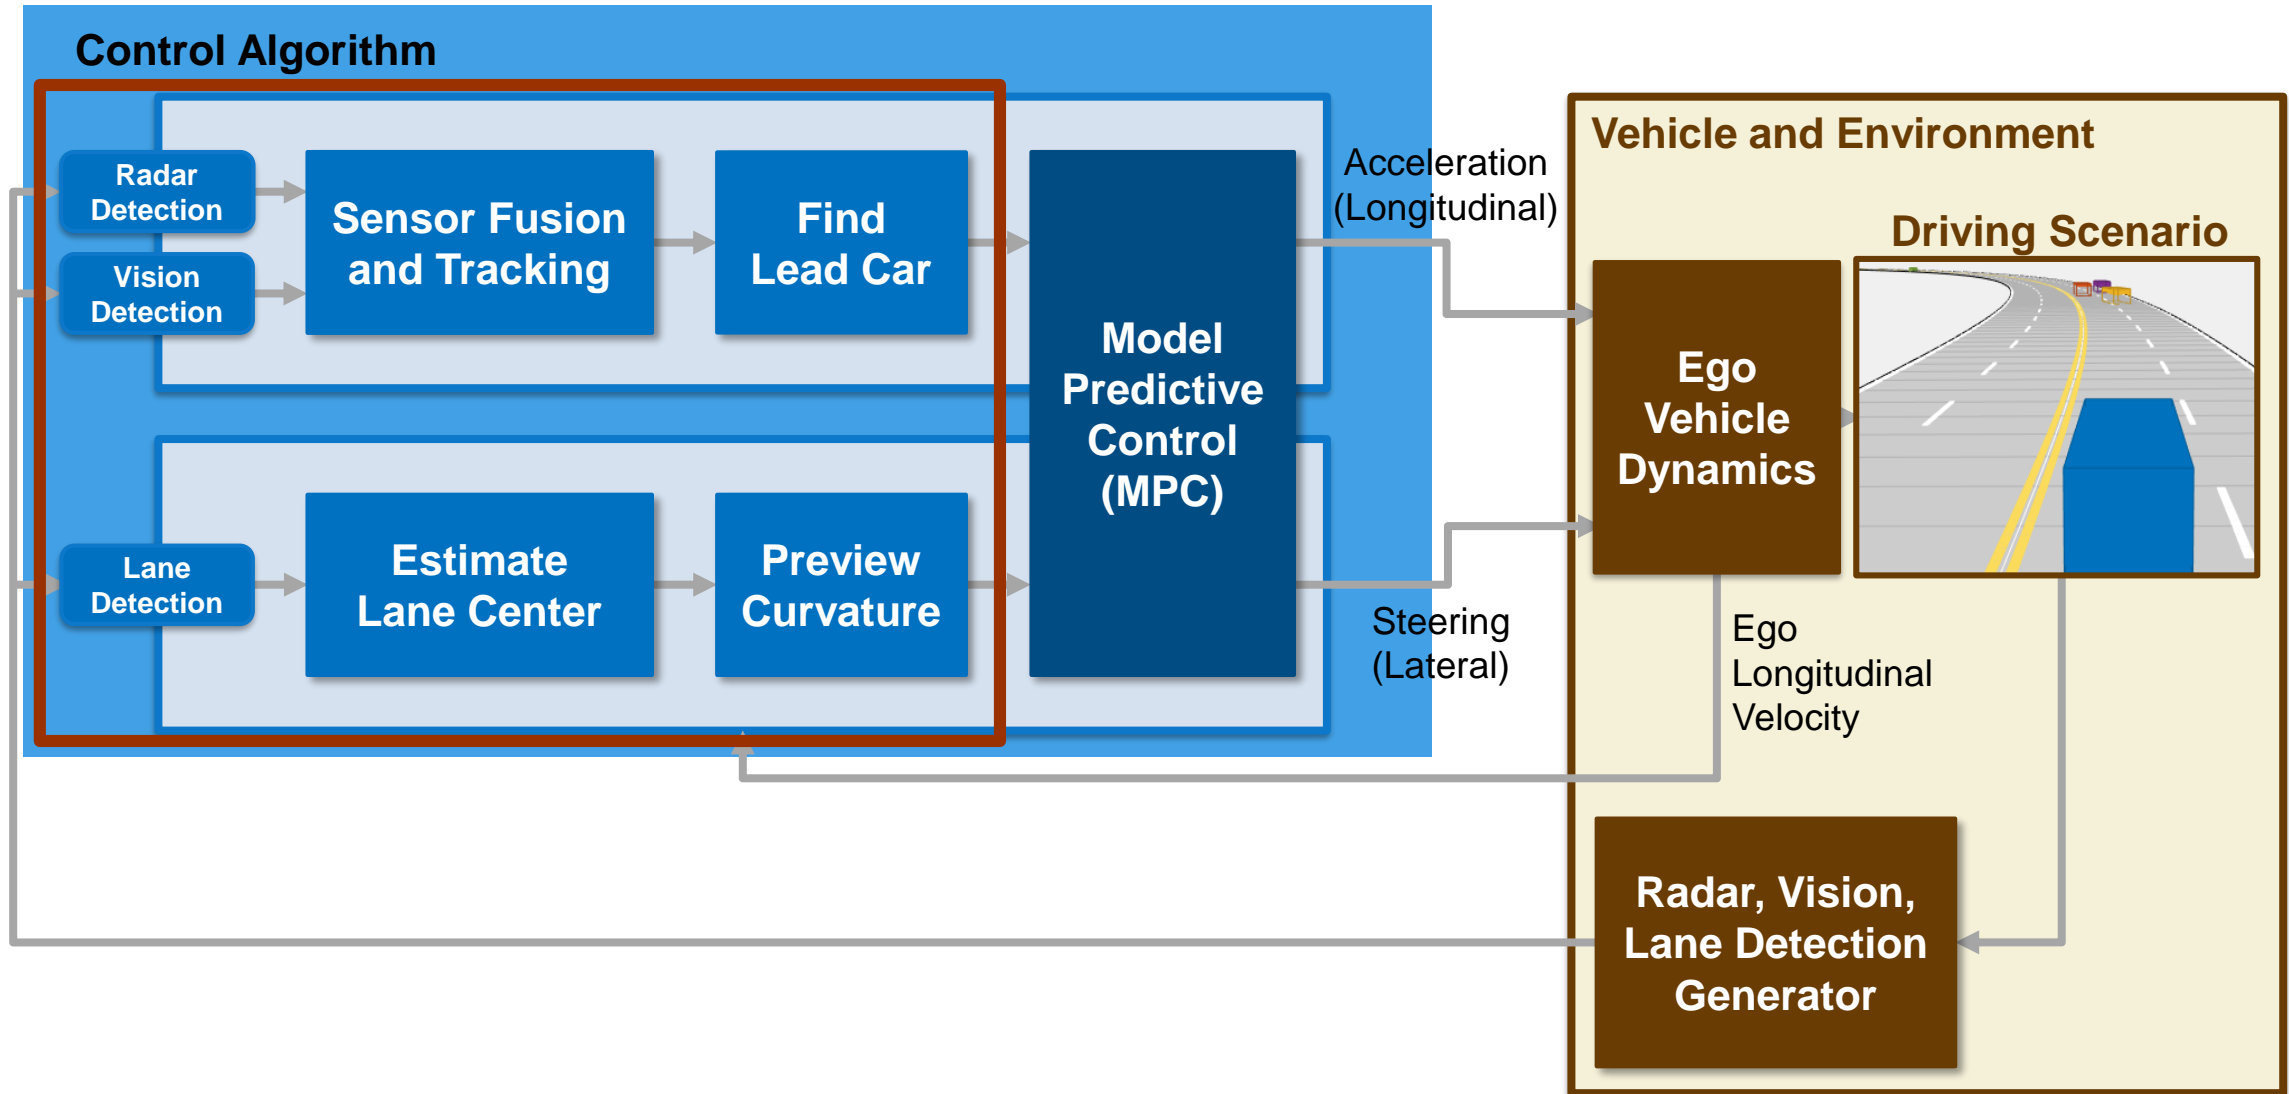 Control Algorithm
Radar
Detection
Vision
Detection
Sensor Fusion
and Tracking
Find
Lead Car
Lane
Detection
Estimate
Lane Center
Preview
Curvature
Model
Predictive
Control
(MPC)
Acceleration
(Longitudinal)
Steering
(Lateral)
Vehicle and Environment
Driving Scenario
Ego
Vehicle
Dynamics
Ego
Longitudinal
Velocity
Radar, Vision,
Lane Detection
Generator